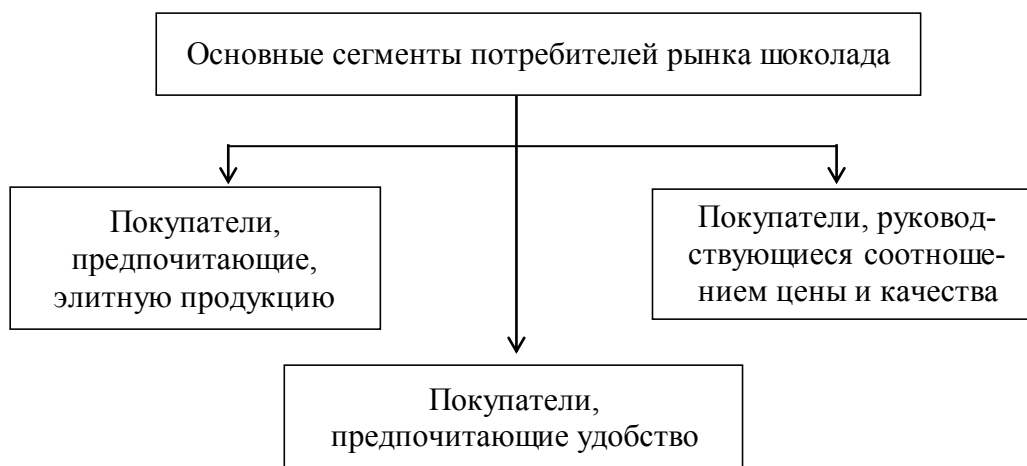 Основные сегменты потребителей рынка шоколада
Покупатели,
предпочитающие,
элитную продукцию
Покупатели, руковод-
ствующиеся соотноше-
нием цены и качества
Покупатели,
предпочитающие удобство